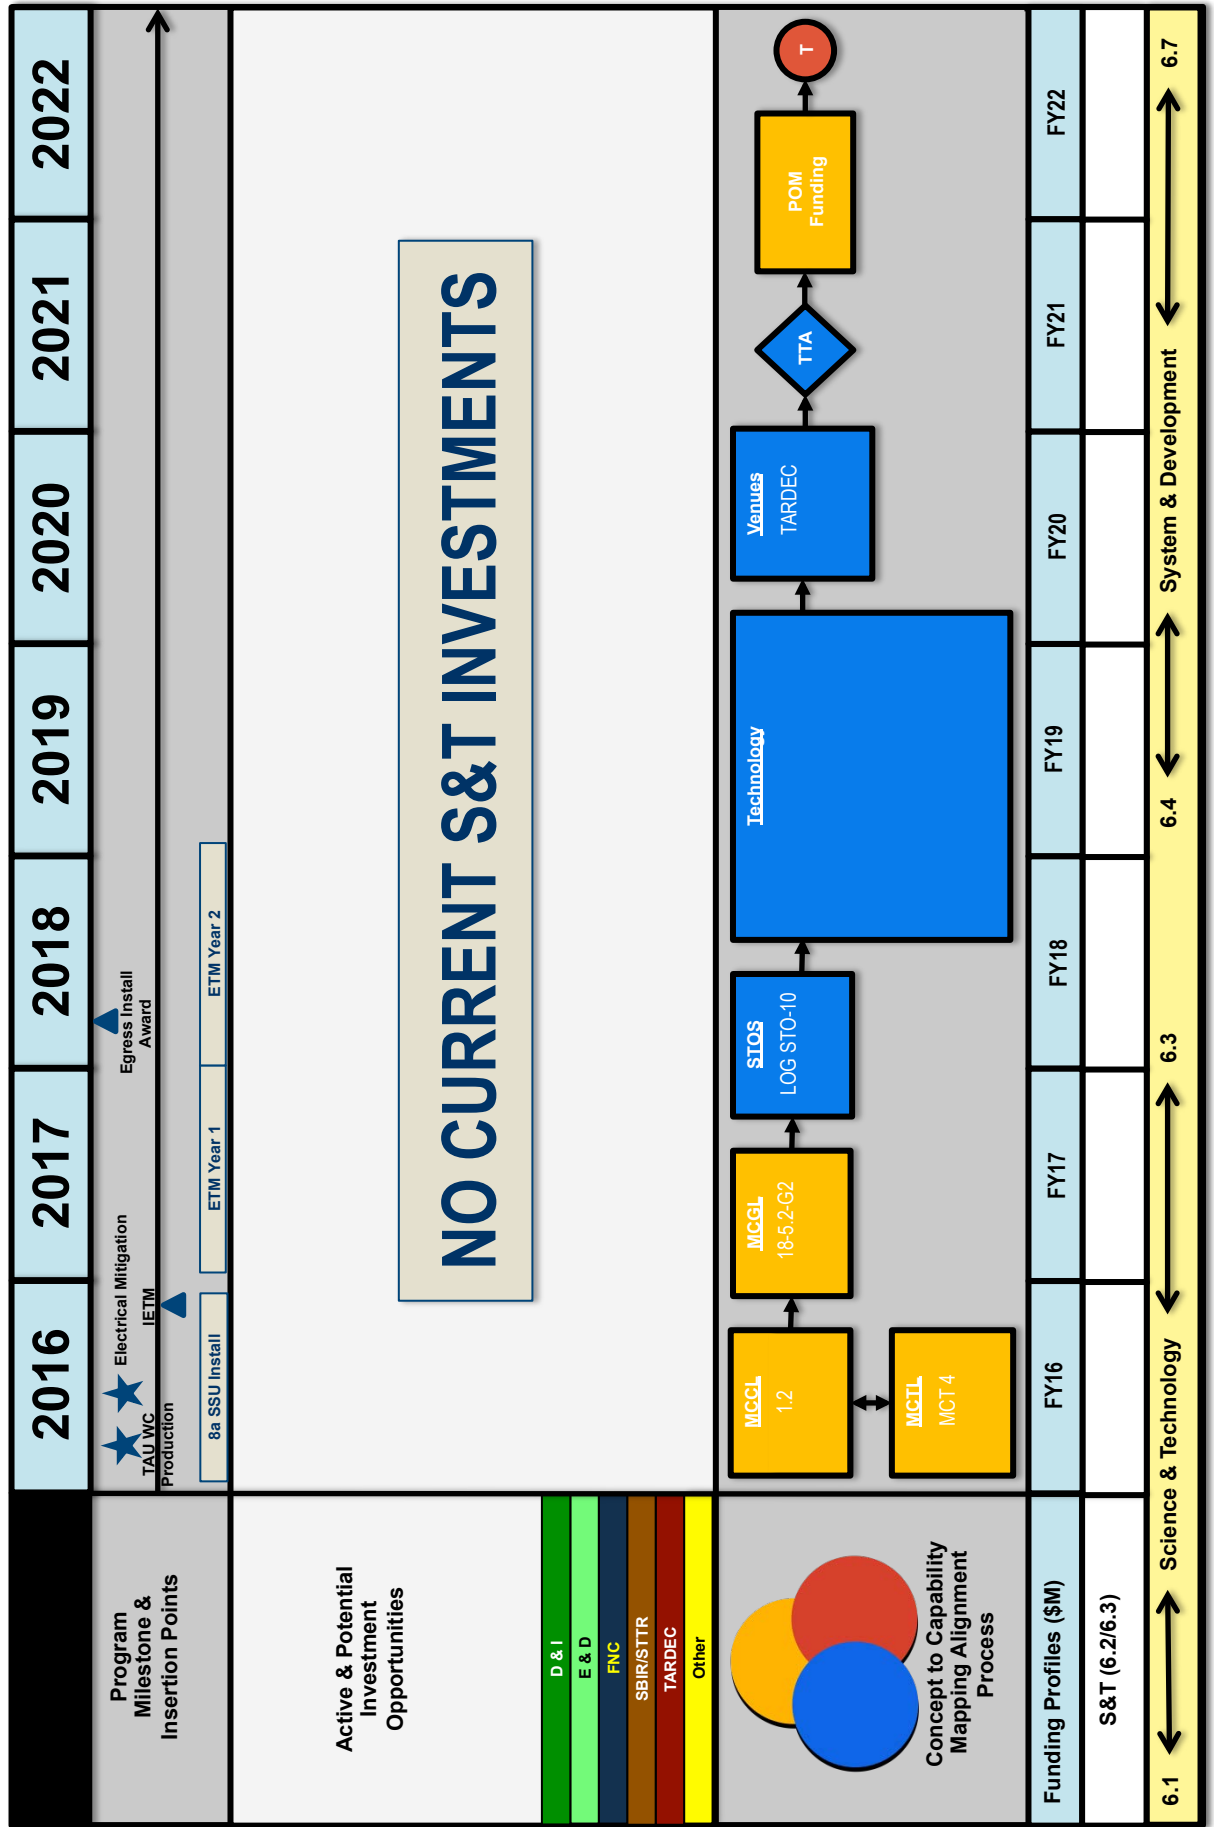 2016
2017
2018
2019
2020
2021
2022
Program
Milestone &
Insertion Points
TAU WC
Production
Electrical Mitigation
IETM
Egress Install
Award
8a SSU Install
ETM Year 1
ETM Year 2
Active & Potential
Investment
Opportunities
NO CURRENT S&T INVESTMENTS
D & I
E & D
FNC
SBIR/STTR
TARDEC
Other
Concept to Capability
Mapping Alignment
Process
MCCL
1.2
MCTL
MCT 4
MCGL
18-5.2-G2
STOS
LOG STO-10
Technology
Venues
TARDEC
TTA
POM
Funding
T
Funding Profiles ($M)
FY16
FY17
FY18
FY19
FY20
FY21
FY22
S&T (6.2/6.3)
6.1
Science & Technology
6.3
6.4
System & Development
6.7